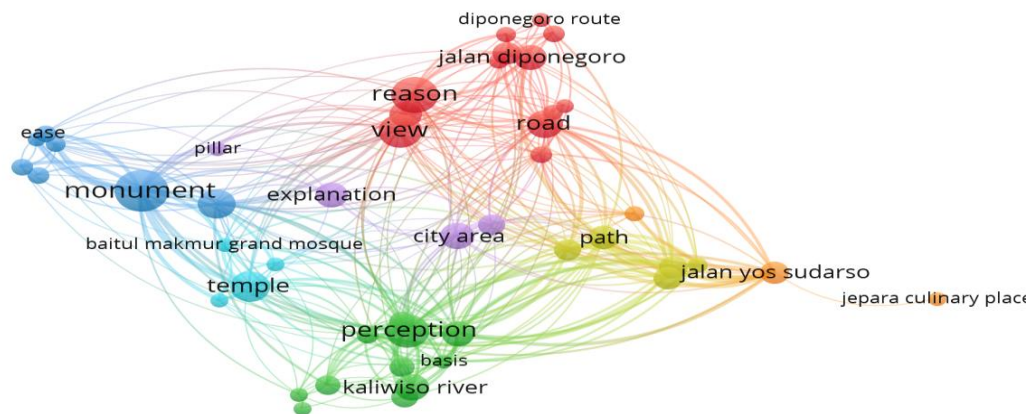 diponegoro route
jalan diponegoro
reason
view
road
ease
pillar
monument
explanation
baitul makmur grand mosque
city area
path
temple
jalan yos sudarso
jepara culinary place
perception
basis
kaliwiso river